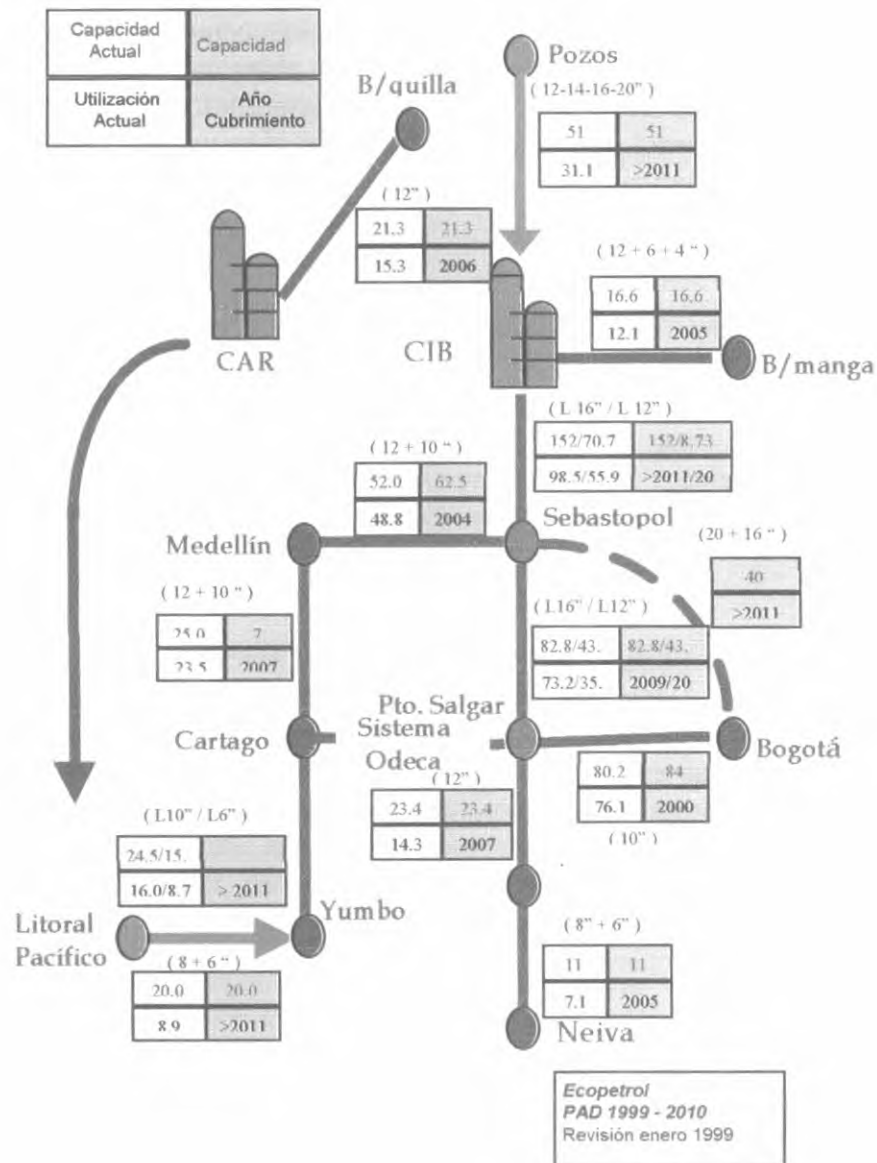 Capacidad Actual
Capacidad
Utilización Actual
Año Cubrimiento
B/quilla
Pozos
( 12-14-16-20" )
51 51
31.1 >2011
( 12" )
21.3 21.3
15.3 2006
( 12 + 6 + 4 " )
16.6 16.6
12.1 2005
CAR
CIB
B/manga
( L 16" / L 12" )
152/70.7 152/8.73
98.5/55.9 >2011/20
( 12 + 10 " )
52.0 62.5
48.8 2004
Medellín
Sebastopol
(20 + 16 " )
40
>2011
( 12 + 10 " )
25.0 7
23.5 2007
( L16" / L12" )
82.8/43. 82.8/43.
73.2/35. 2009/20
Cartago
Pto. Salgar
Sistema
Odeca
Bogotá
80.2 84
76.1 2000
( 10" )
( 12" )
23.4 23.4
14.3 2007
( L10" / L6" )
24.5/15.
16.0/8.7 > 2011
Litoral
Pacífico
Yumbo
( 8 + 6 " )
20.0 20.0
8.9 >2011
( 8" + 6" )
11 11
7.1 2005
Neiva
Ecopetrol
PAD 1999 - 2010
Revisión enero 1999